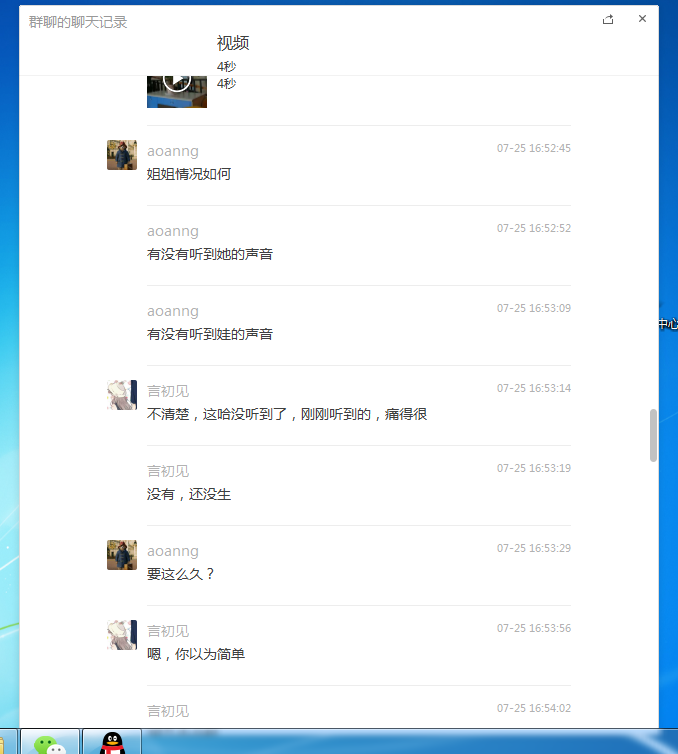 群聊的聊天记录
视频
4秒
4秒
aoanng
07-25 16:52:45
姐姐情况如何
aoanng
07-25 16:52:52
有没有听到她的声音
aoanng
07-25 16:53:09
有没有听到娃的声音
言初见
07-25 16:53:14
不清楚，这哈没听到了，刚刚听到的，痛得很
言初见
07-25 16:53:19
没有，还没生
aoanng
07-25 16:53:29
要这么久？
言初见
07-25 16:53:56
嗯，你以为简单
言初见
07-25 16:54:02
中心